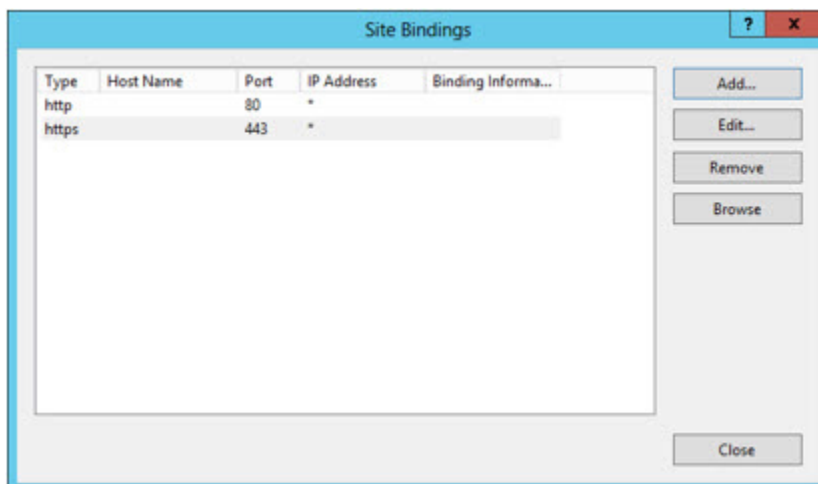 Site Bindings
? x
Type Host Name Port IP Address Binding Informa...
http 80 *
https 443 *
Add...
Edit...
Remove
Browse
Close